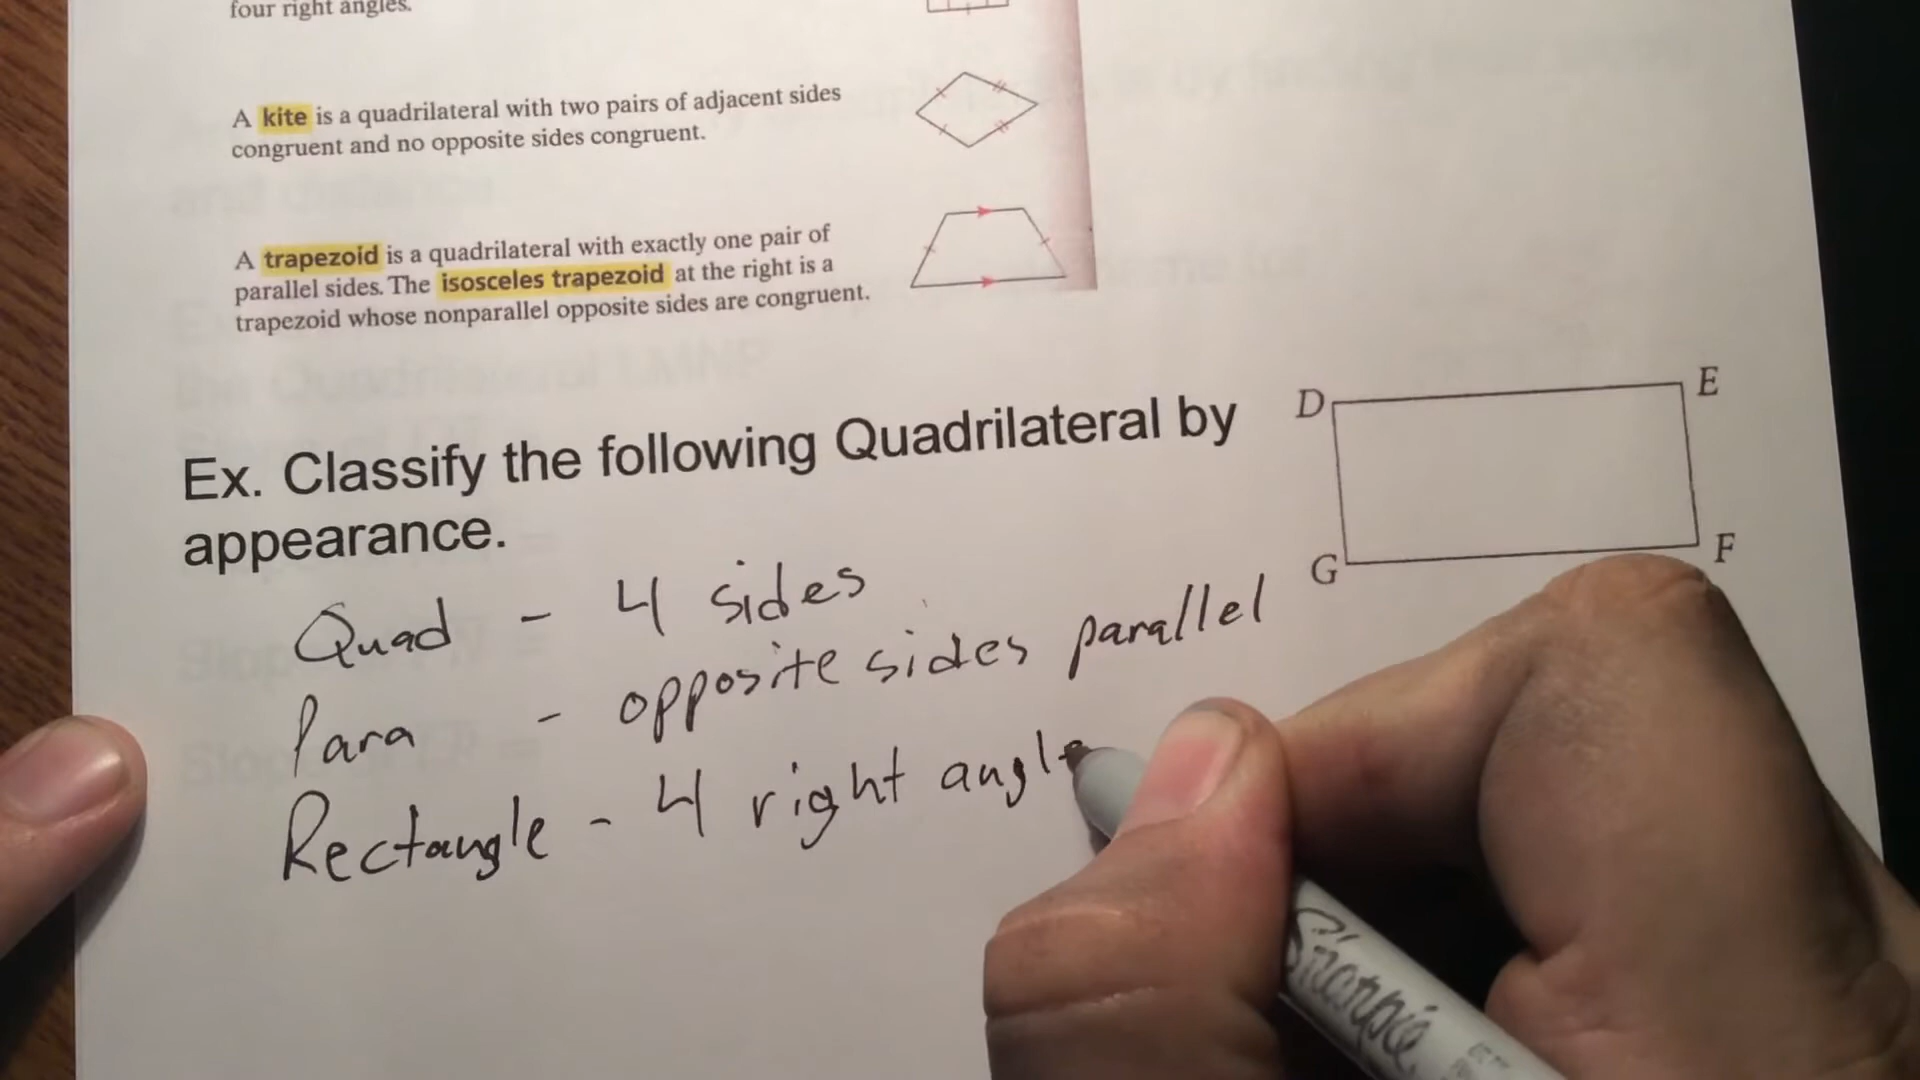 four right angles.
A kite is a quadrilateral with two pairs of adjacent sides
congruent and no opposite sides congruent.
A trapezoid is a quadrilateral with exactly one pair of
parallel sides. The isosceles trapezoid at the right is a
trapezoid whose nonparallel opposite sides are congruent.
Ex. Classify the following Quadrilateral by
appearance.
D
E
G
F
Quad - 4 sides
Para - opposite sides parallel
Rectangle - 4 right angle
Sharpie